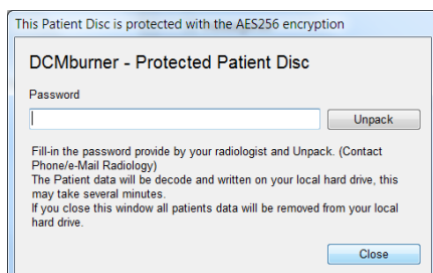 This Patient Disc is protected with the AES256 encryption
DCMburner - Protected Patient Disc
Password
Unpack
Fill-in the password provide by your radiologist and Unpack. (Contact
Phone/e-Mail Radiology)
The Patient data will be decode and written on your local hard drive, this
may take several minutes.
If you close this window all patients data will be removed from your local
hard drive.
Close